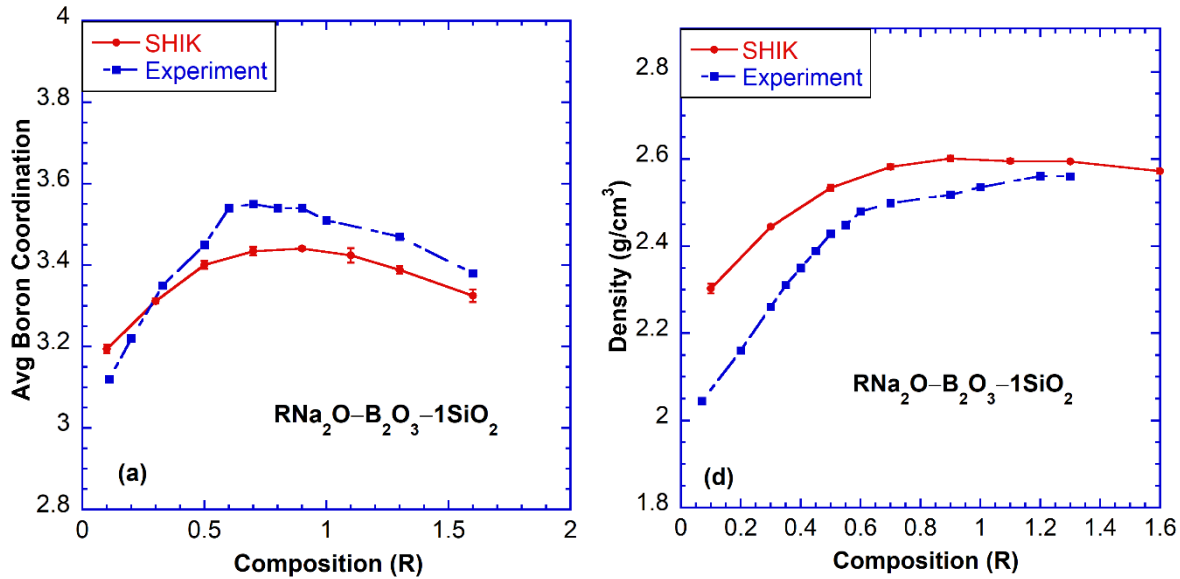 4
3.8
3.6
3.4
3.2
3
2.8
0
0.5
1
1.5
2
Avg Boron Coordination
Composition (R)
SHIK
Experiment
RNa₂O–B₂O₃–1SiO₂
(a)
2.8
2.6
2.4
2.2
2
1.8
0
0.2
0.4
0.6
0.8
1
1.2
1.4
1.6
Density (g/cm³)
Composition (R)
SHIK
Experiment
RNa₂O–B₂O₃–1SiO₂
(d)